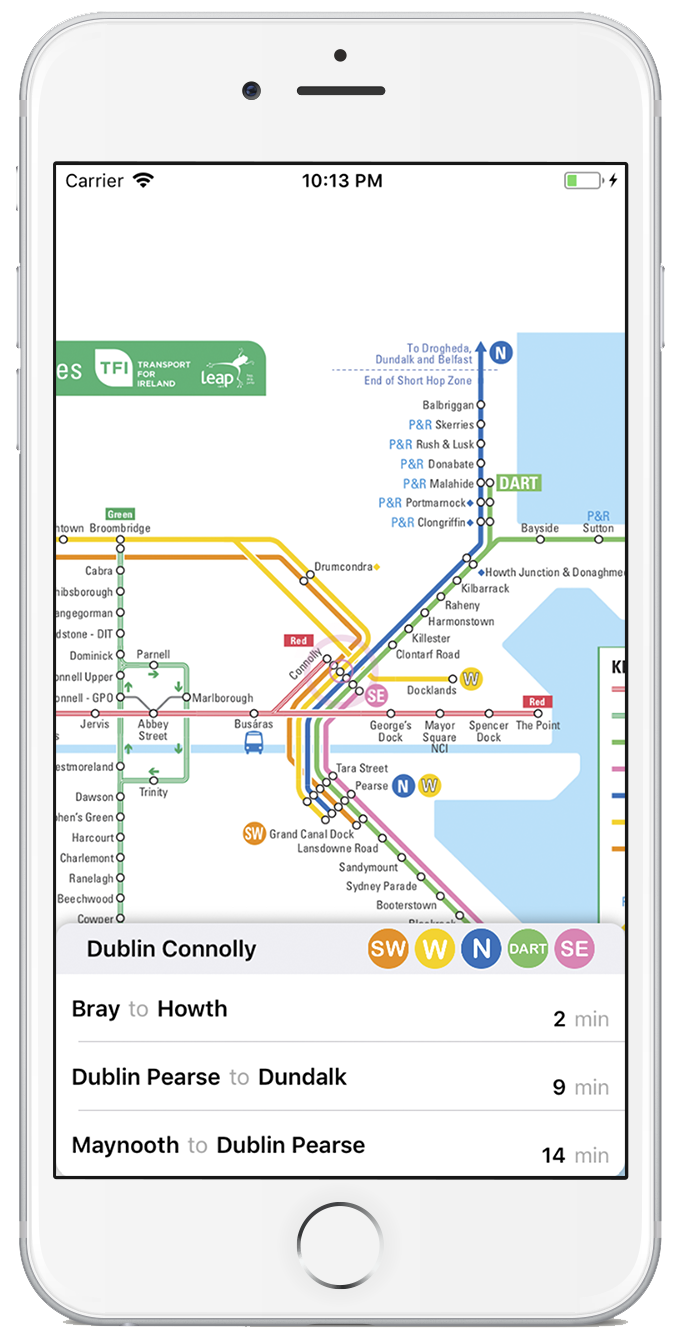 Carrier 10:13 PM
es TFI TRANSPORT
FOR
IRELAND
leap
To Drogheda,
Dundalk and Belfast
N
End of Short Hop Zone
Balbriggan
P&R Skerries
P&R Rush & Lusk
P&R Donabate
P&R Malahide DART
P&R Portmarnock
P&R Clongriffin
Bayside
P&R
Sutton
Green
ntown Broombridge
Drumcondra
Howth Junction & Donaghme
Cabra
hibsborough
angegorman
dstone - DIT
Dominick
onnell Upper
onnell - GPO
Kilbarrack
Raheny
Harmonstown
Killester
Clontarf Road
Parnell
Marlborough
Red
Connolly
SE
Docklands W
KE
Red
Jervis
Abbey
Street
Busáras
George's
Dock
Mayor
Square
NCI
Spencer
Dock
The Point
s
estmoreland
Trinity
Tara Street
Pearse N W
Dawson
phen's Green
Harcourt
Charlemont
Ranelagh
Beechwood
Cowper
SW Grand Canal Dock
Lansdowne Road
Sandymount
Sydney Parade
Booterstown
Blackrock
Dublin Connolly SW W N DART SE
Bray to Howth 2 min
Dublin Pearse to Dundalk 9 min
Maynooth to Dublin Pearse 14 min